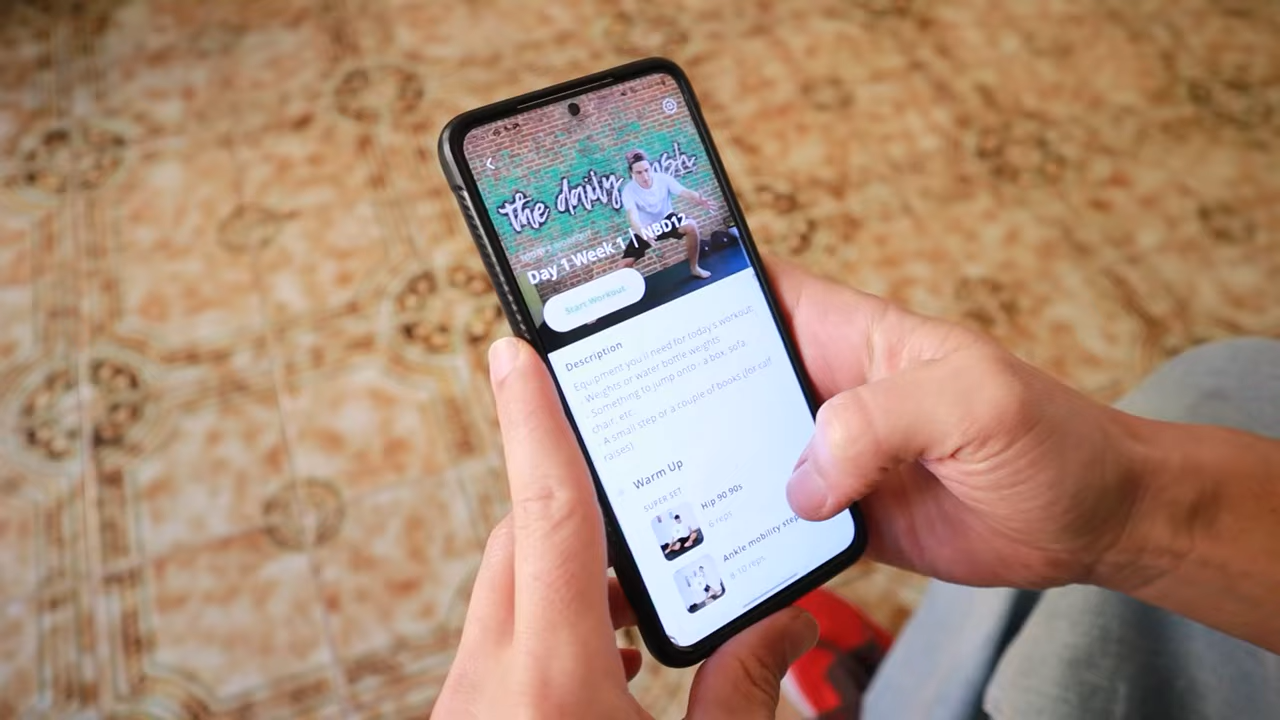 the daily
TODAY'S WORKOUT
Day 1 Week 1 | NBD12
Start Workout
Description
Equipment you'll need for today's workout:
. Weights or water bottle weights
. Something to jump onto - a box, sofa,
chair, etc.
- A small step or a couple of books (for calf
raises)
Warm Up
SUPER SET
Hip 90 90s
6 reps
Ankle mobility step
8-10 reps